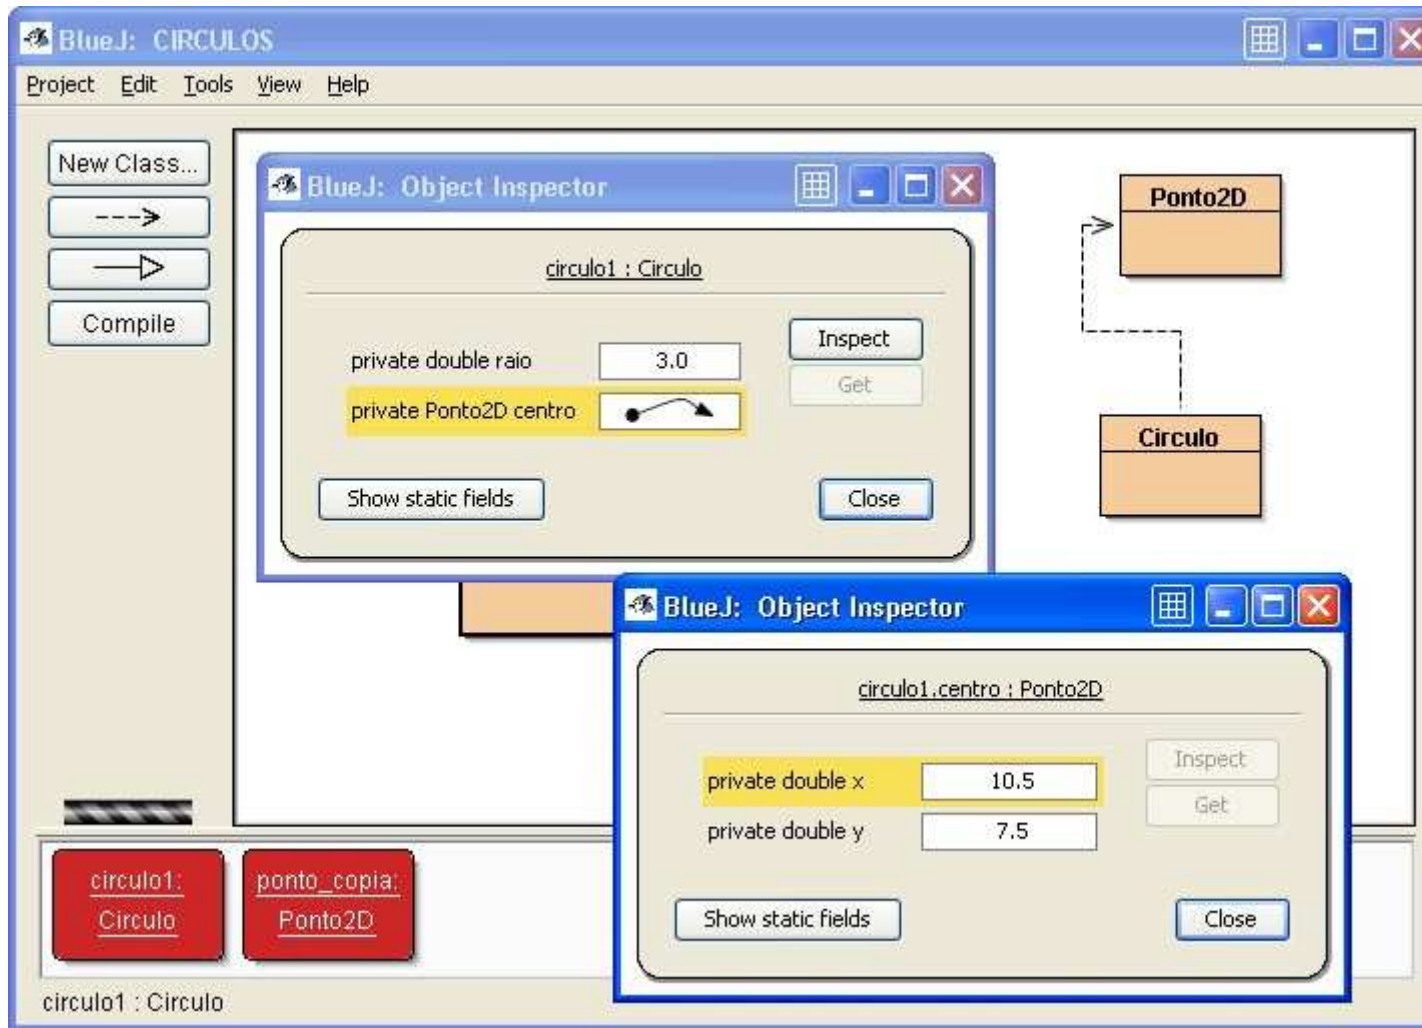 BlueJ: CIRCULOS
Project Edit Tools View Help
New Class...
Compile
BlueJ: Object Inspector
circulo1 : Circulo
private double raio 3.0
private Ponto2D centro
Inspect
Get
Show static fields
Close
Ponto2D
Circulo
BlueJ: Object Inspector
circulo1.centro : Ponto2D
private double x 10.5
private double y 7.5
Inspect
Get
Show static fields
Close
circulo1:
Circulo
ponto_copia:
Ponto2D
circulo1 : Circulo